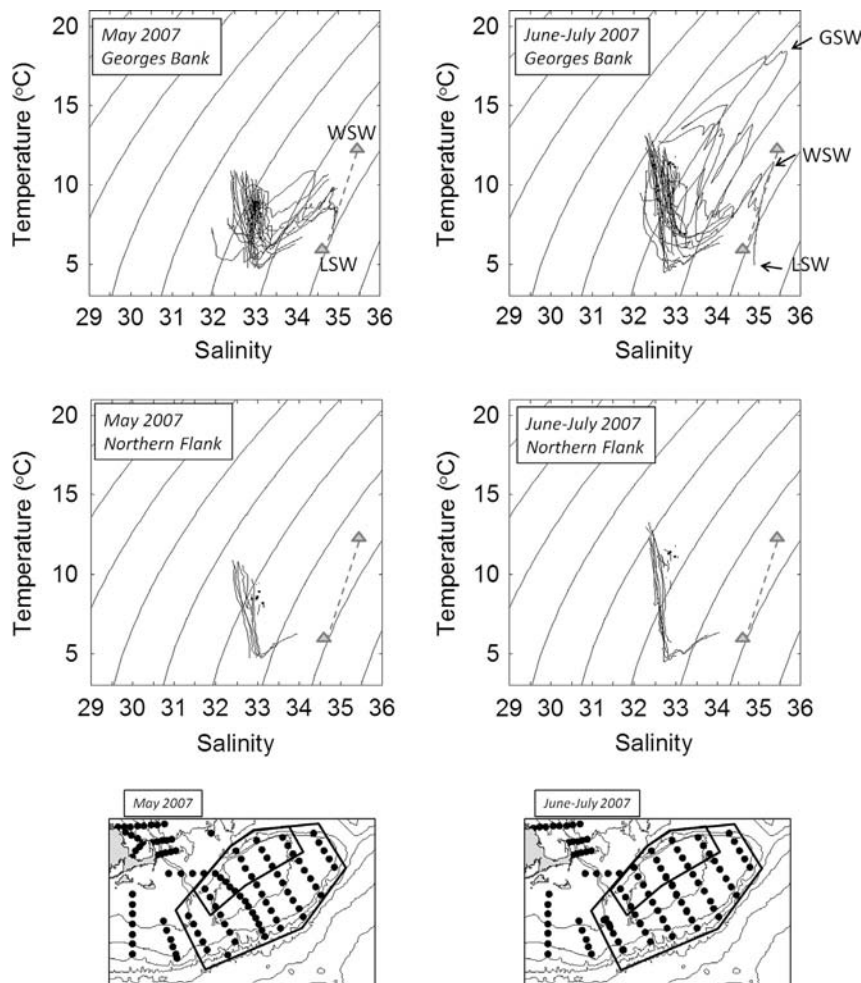 May 2007
Georges Bank
20
15
10
5
Temperature (°C)
WSW
LSW
29 30 31 32 33 34 35 36
Salinity
June-July 2007
Georges Bank
20
15
10
5
Temperature (°C)
GSW
WSW
LSW
29 30 31 32 33 34 35 36
Salinity
May 2007
Northern Flank
20
15
10
5
Temperature (°C)
29 30 31 32 33 34 35 36
Salinity
June-July 2007
Northern Flank
20
15
10
5
Temperature (°C)
29 30 31 32 33 34 35 36
Salinity
May 2007
June-July 2007